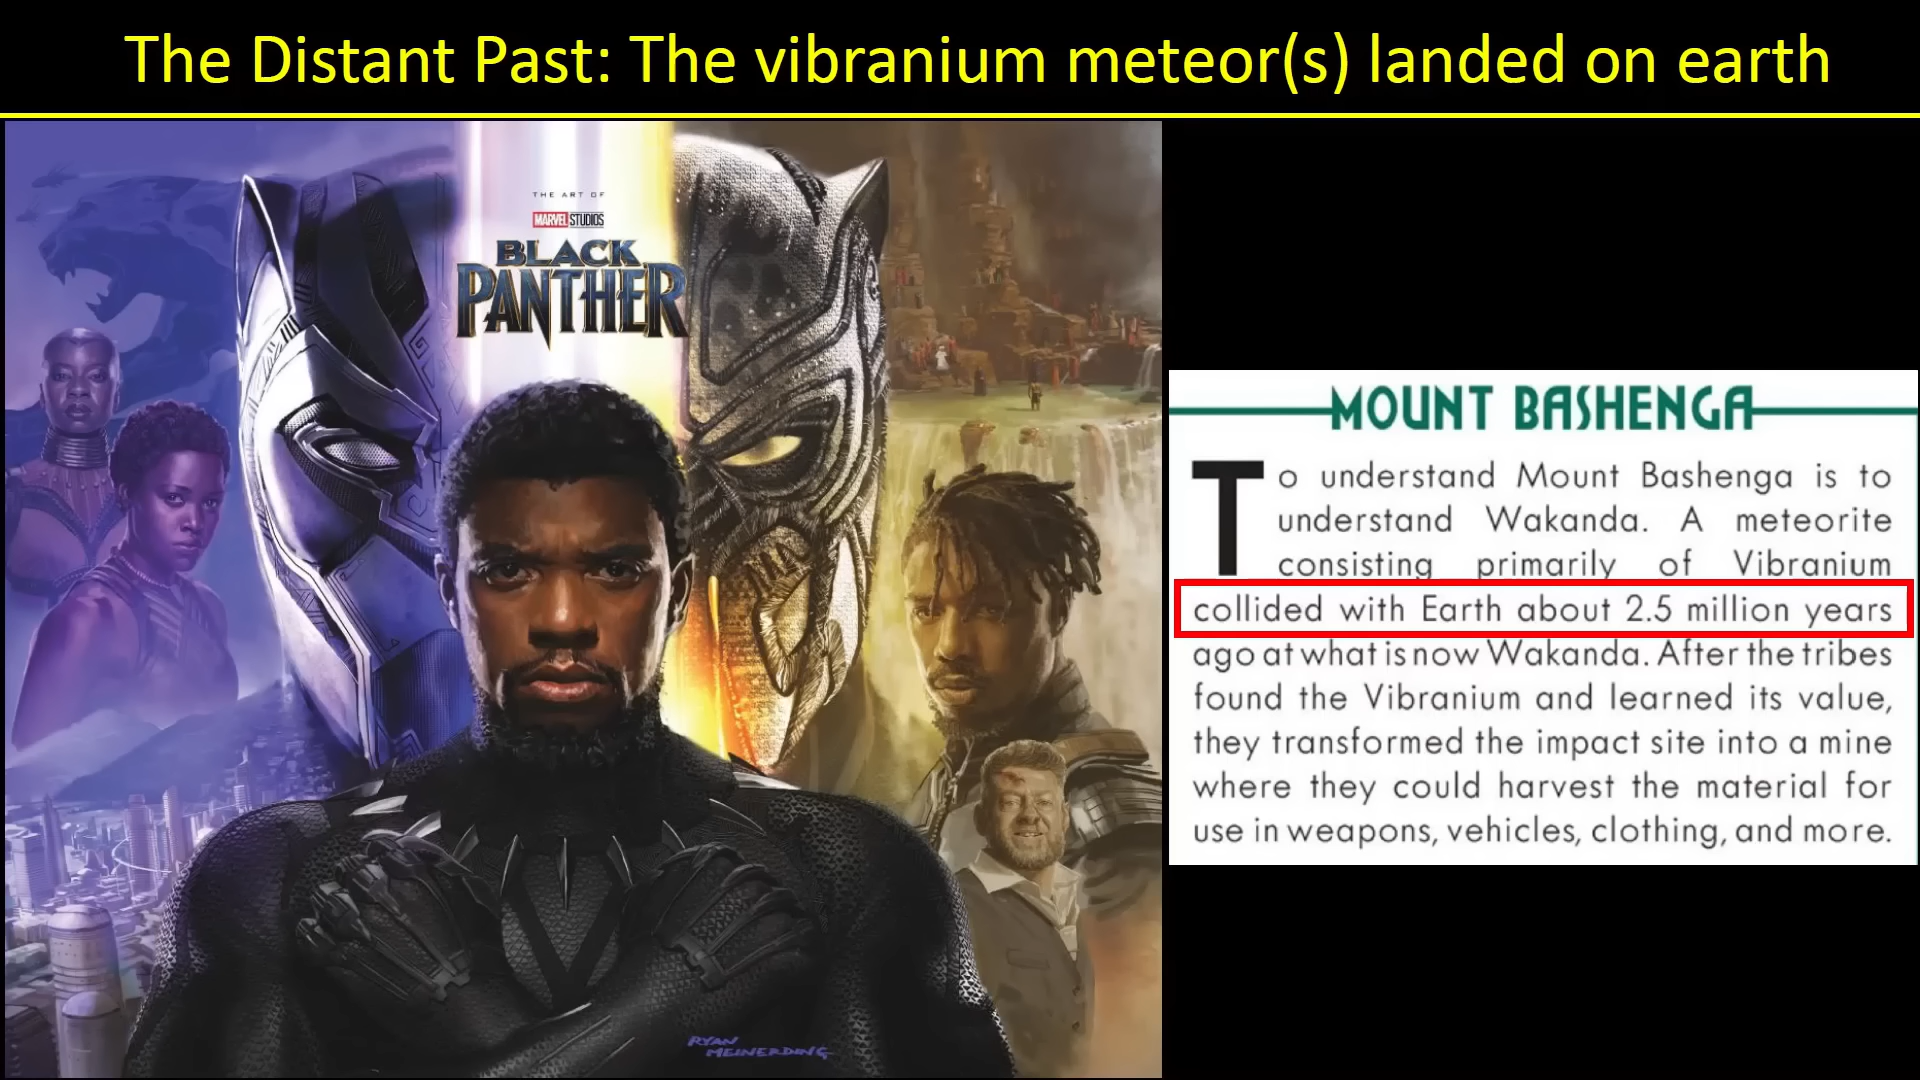 The Distant Past: The vibranium meteor(s) landed on earth
THE ART OF
MARVEL STUDIOS
BLACK
PANTHER
RYAN
MEINERDING
MOUNT BASHENGA
To understand Mount Bashenga is to
understand Wakanda. A meteorite
consisting primarily of Vibranium
collided with Earth about 2.5 million years
ago at what is now Wakanda. After the tribes
found the Vibranium and learned its value,
they transformed the impact site into a mine
where they could harvest the material for
use in weapons, vehicles, clothing, and more.